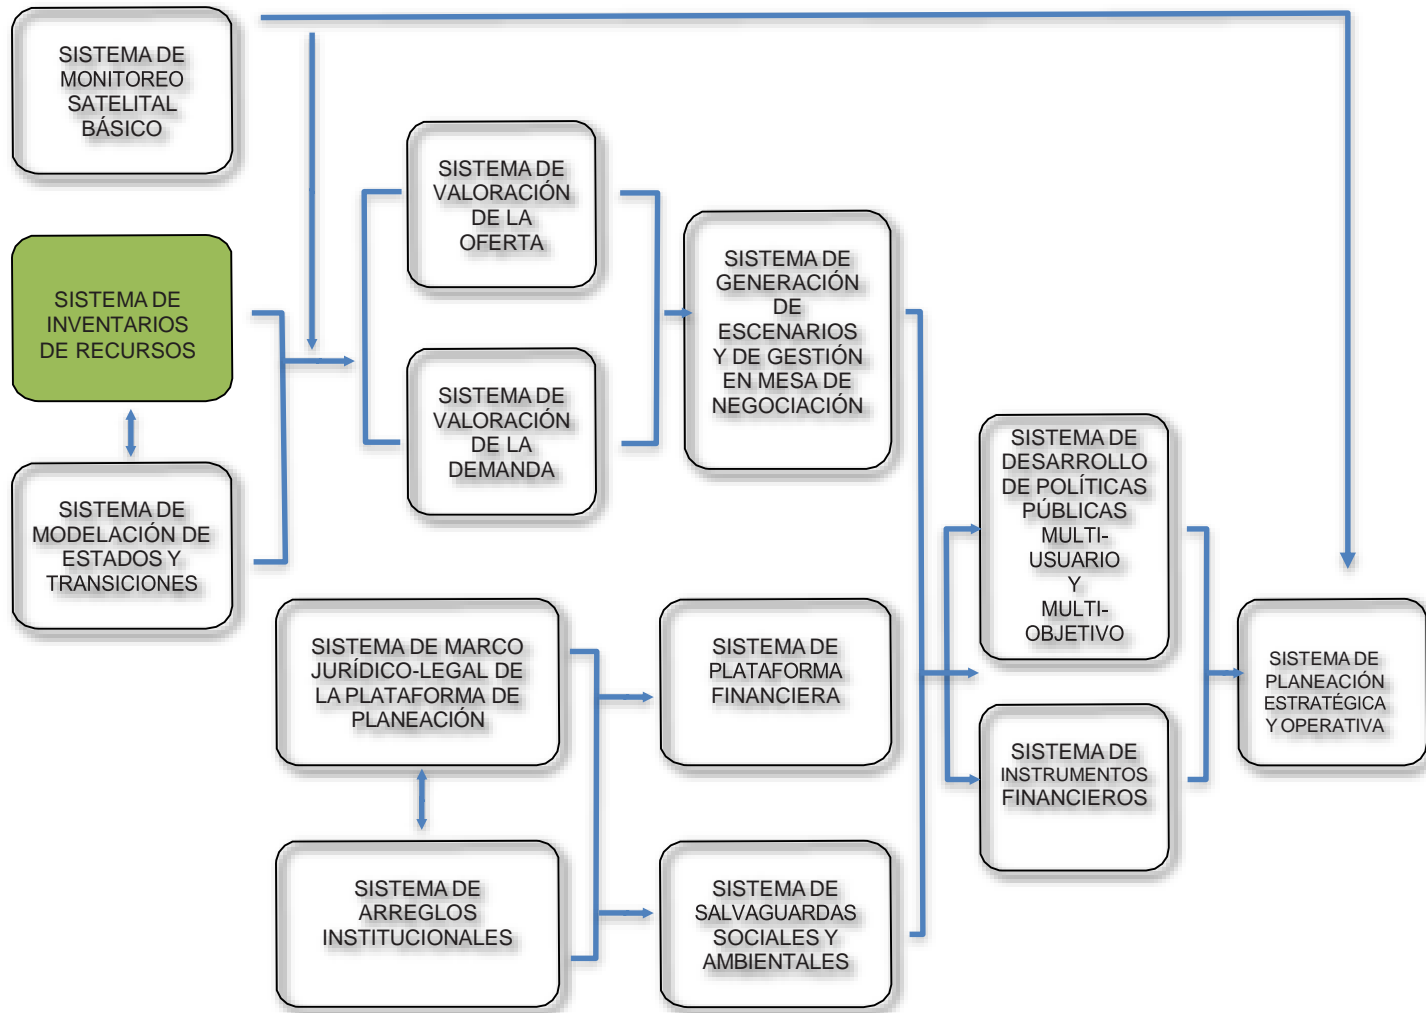 SISTEMA DE
MONITOREO
SATELITAL
BÁSICO
SISTEMA DE
VALORACIÓN
DE LA
OFERTA
SISTEMA DE
GENERACIÓN
DE
ESCENARIOS
Y DE GESTIÓN
EN MESA DE
NEGOCIACIÓN
SISTEMA DE
INVENTARIOS
DE RECURSOS
SISTEMA DE
VALORACIÓN
DE LA
DEMANDA
SISTEMA DE
MODELACIÓN DE
ESTADOS Y
TRANSICIONES
SISTEMA DE
DESARROLLO
DE POLÍTICAS
PÚBLICAS
MULTI-
USUARIO
Y
MULTI-
OBJETIVO
SISTEMA DE MARCO
JURÍDICO-LEGAL DE
LA PLATAFORMA DE
PLANEACIÓN
SISTEMA DE
PLATAFORMA
FINANCIERA
SISTEMA DE
PLANEACIÓN
ESTRATÉGICA
Y OPERATIVA
SISTEMA DE
INSTRUMENTOS
FINANCIEROS
SISTEMA DE
ARREGLOS
INSTITUCIONALES
SISTEMA DE
SALVAGUARDAS
SOCIALES Y
AMBIENTALES